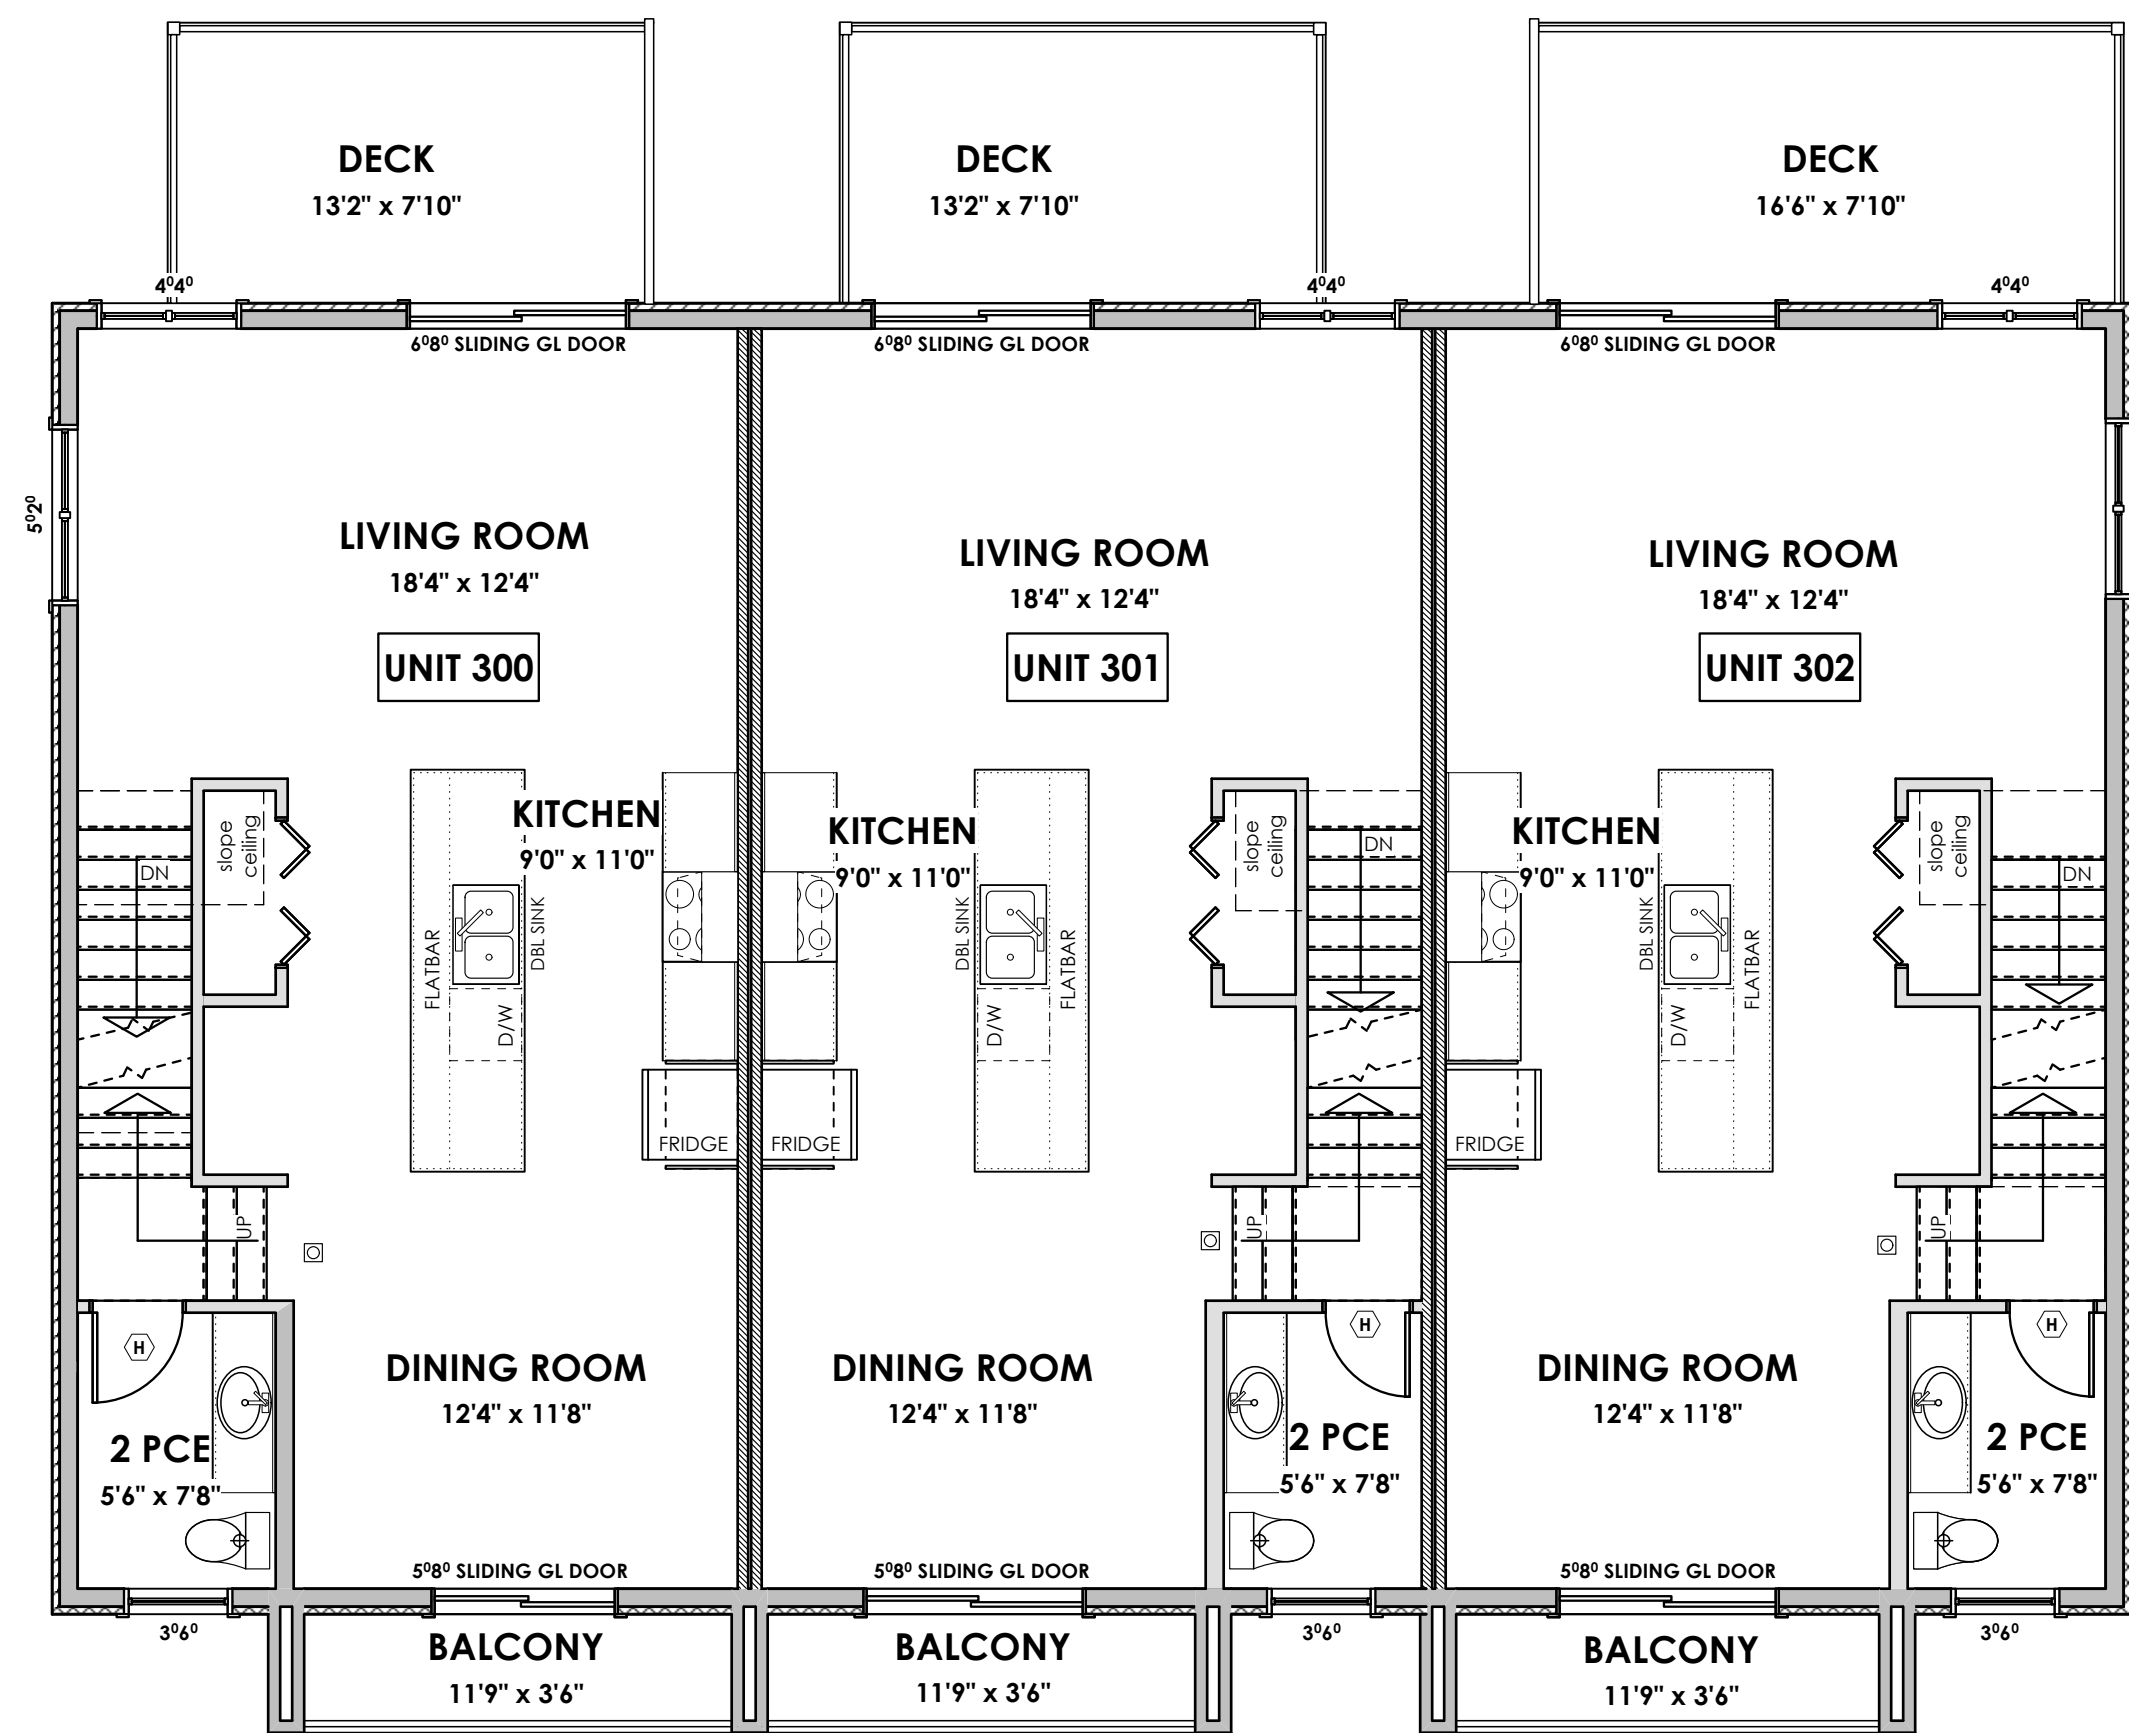 DECK
13'2" x 7'10"
DECK
13'2" x 7'10"
DECK
16'6" x 7'10"
4⁰4⁰
4⁰4⁰
4⁰4⁰
6⁰8⁰ SLIDING GL DOOR
6⁰8⁰ SLIDING GL DOOR
6⁰8⁰ SLIDING GL DOOR
5⁰2⁰
LIVING ROOM
18'4" x 12'4"
UNIT 300
LIVING ROOM
18'4" x 12'4"
UNIT 301
LIVING ROOM
18'4" x 12'4"
UNIT 302
slope
ceiling
DN
KITCHEN
9'0" x 11'0"
FLATBAR
DBL SINK
D/W
FRIDGE
KITCHEN
9'0" x 11'0"
DBL SINK
FLATBAR
D/W
FRIDGE
slope
ceiling
DN
KITCHEN
9'0" x 11'0"
DBL SINK
FLATBAR
D/W
FRIDGE
slope
ceiling
DN
UP
UP
UP
H
H
H
DINING ROOM
12'4" x 11'8"
DINING ROOM
12'4" x 11'8"
DINING ROOM
12'4" x 11'8"
2 PCE
5'6" x 7'8"
2 PCE
5'6" x 7'8"
2 PCE
5'6" x 7'8"
5⁰8⁰ SLIDING GL DOOR
5⁰8⁰ SLIDING GL DOOR
5⁰8⁰ SLIDING GL DOOR
3⁰6⁰
3⁰6⁰
3⁰6⁰
BALCONY
11'9" x 3'6"
BALCONY
11'9" x 3'6"
BALCONY
11'9" x 3'6"